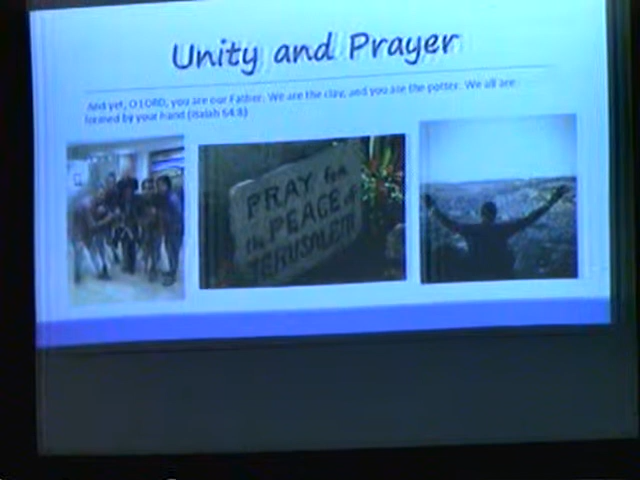 Unity and Prayer
And yet, O LORD, you are our Father. We are the clay, and you are the potter. We all are
formed by your hand (Isaiah 64:8)
PRAY for
the PEACE of
JERUSALEM